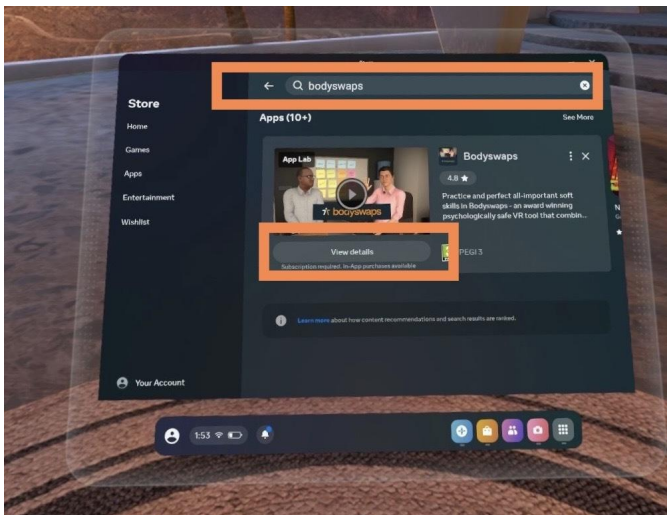 bodyswaps
Store
Home
Games
Apps
Entertainment
Wishlist
Your Account
Apps (10+)
See More
App Lab
bodyswaps
View details
Subscription required. In-App purchases available
Bodyswaps
4.8 ★
Practice and perfect all-important soft
skills in Bodyswaps - an award winning
psychologically safe VR tool that combin...
PEGI 3
Learn more about how content recommendations and search results are ranked.
1:53